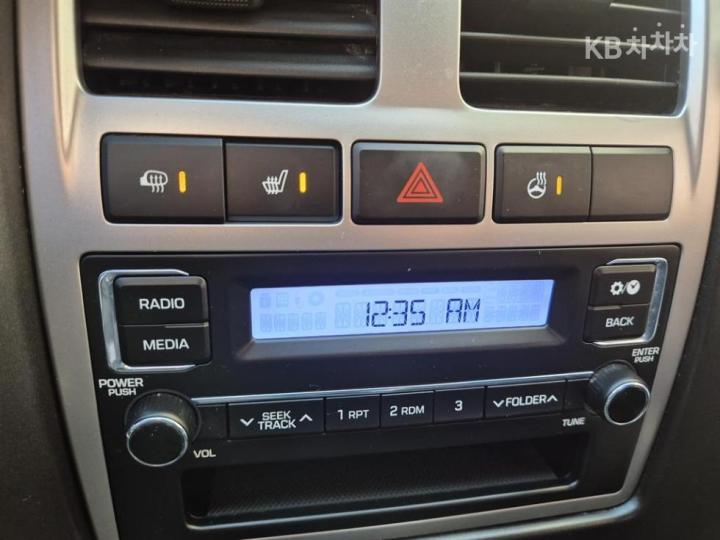 KB차차차
RADIO
MEDIA
12:35 AM
BACK
POWER
PUSH
VOL
SEEK
TRACK
1 RPT
2 RDM
3
FOLDER
TUNE
ENTER
PUSH